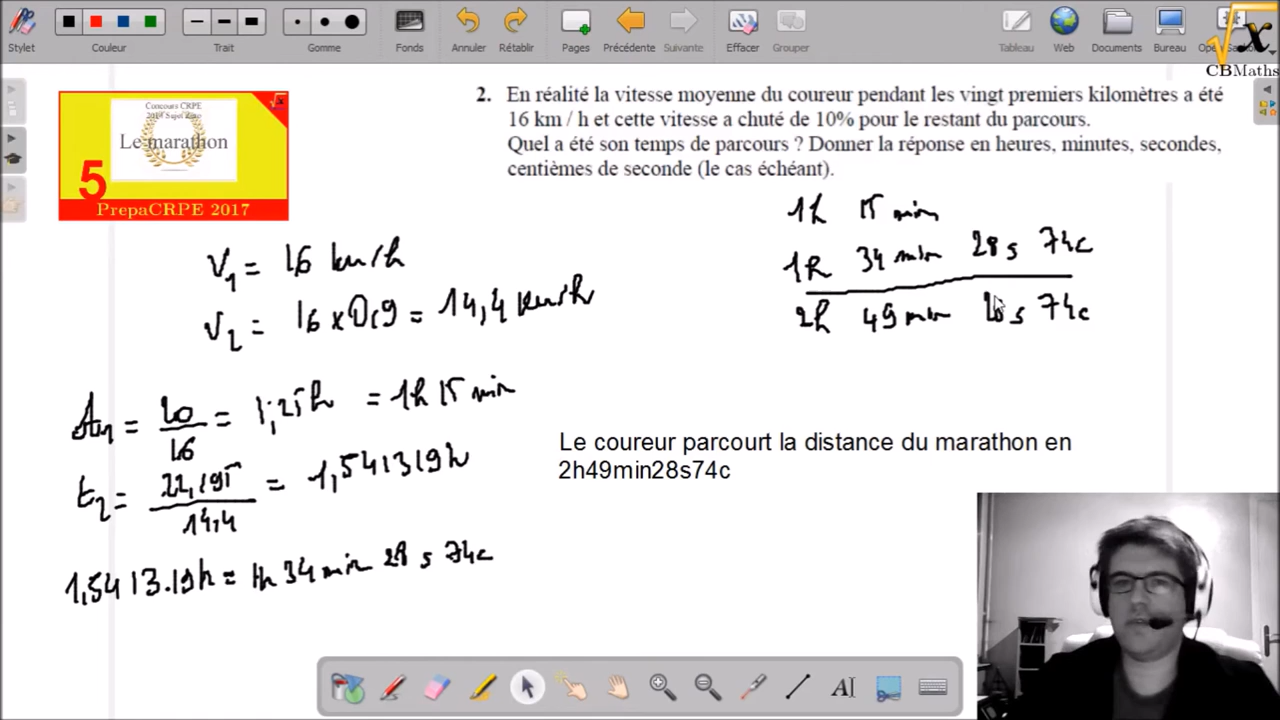 Stylet
Couleur
Trait
Gomme
Fonds
Annuler
Rétablir
Pages
Précédente
Suivante
Effacer
Grouper
Tableau
Web
Documents
Bureau
√x
CBMaths
Concours CRPE
Le marathon
5
PrepaCRPE 2017
2. En réalité la vitesse moyenne du coureur pendant les vingt premiers kilomètres a été
16 km / h et cette vitesse a chuté de 10% pour le restant du parcours.
Quel a été son temps de parcours ? Donner la réponse en heures, minutes, secondes,
centièmes de seconde (le cas échéant).
1h 15 min
1h 34 min 28s 74c
2h 49 min 28s 74c
V1 = 16 km/h
V2 = 16 x 0,9 = 14,4 km/h
t1 = 20/16 = 1,25h = 1h 15 min
t2 = 22,195/14,4 = 1,541319h
1,541319h = 1h 34 min 28 s 74c
Le coureur parcourt la distance du marathon en
2h49min28s74c
AI